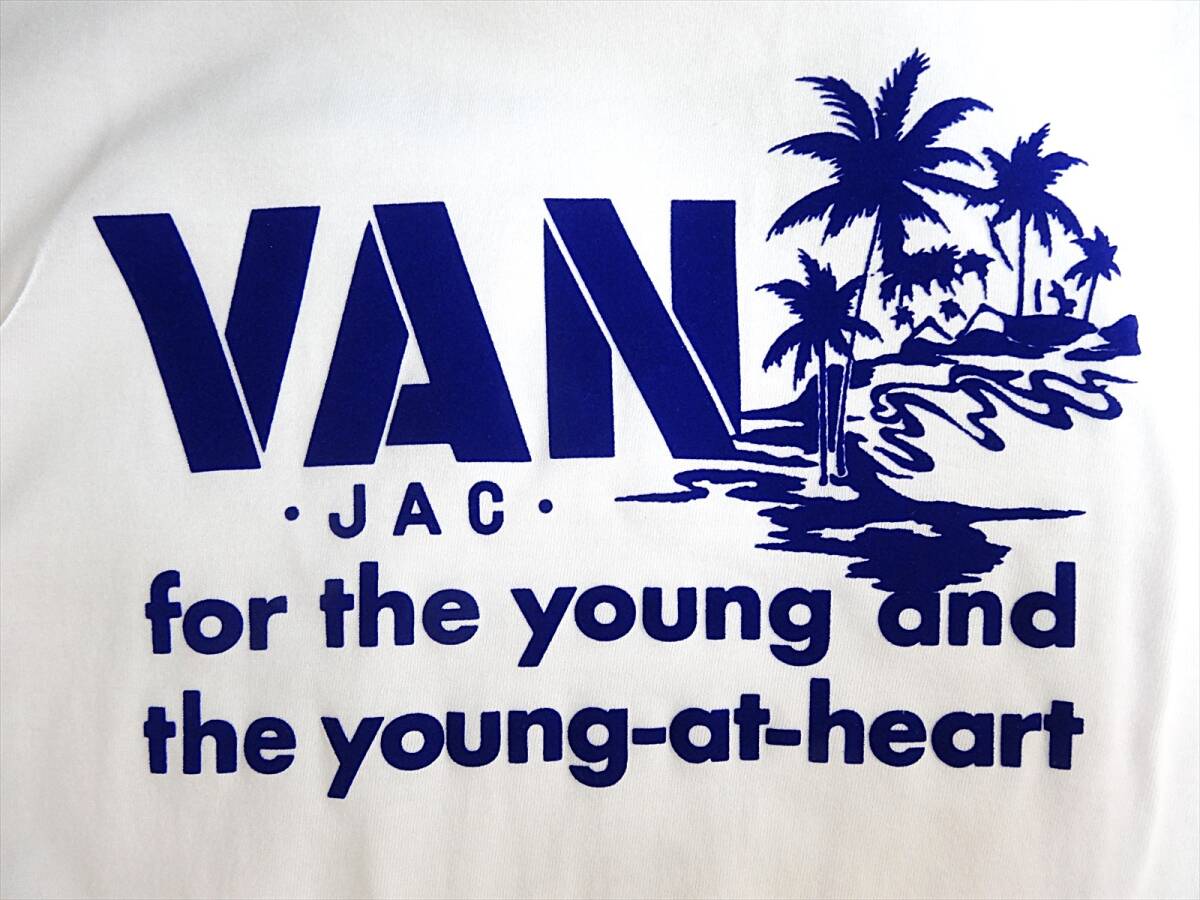 VAN
·JAC·
for the young and
the young-at-heart